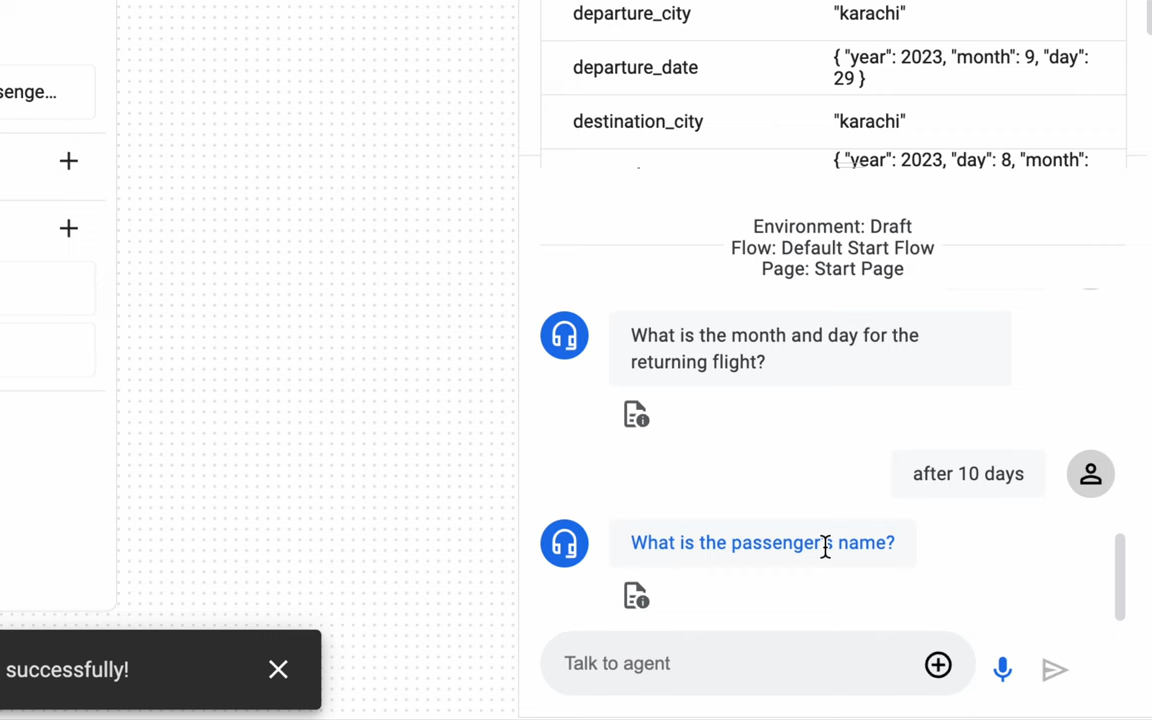 departure_city
"karachi"
departure_date
{ "year": 2023, "month": 9, "day":
29 }
destination_city
"karachi"
{ "year": 2023, "day": 8, "month":
senge...
Environment: Draft
Flow: Default Start Flow
Page: Start Page
What is the month and day for the
returning flight?
after 10 days
What is the passenger's name?
Talk to agent
successfully!